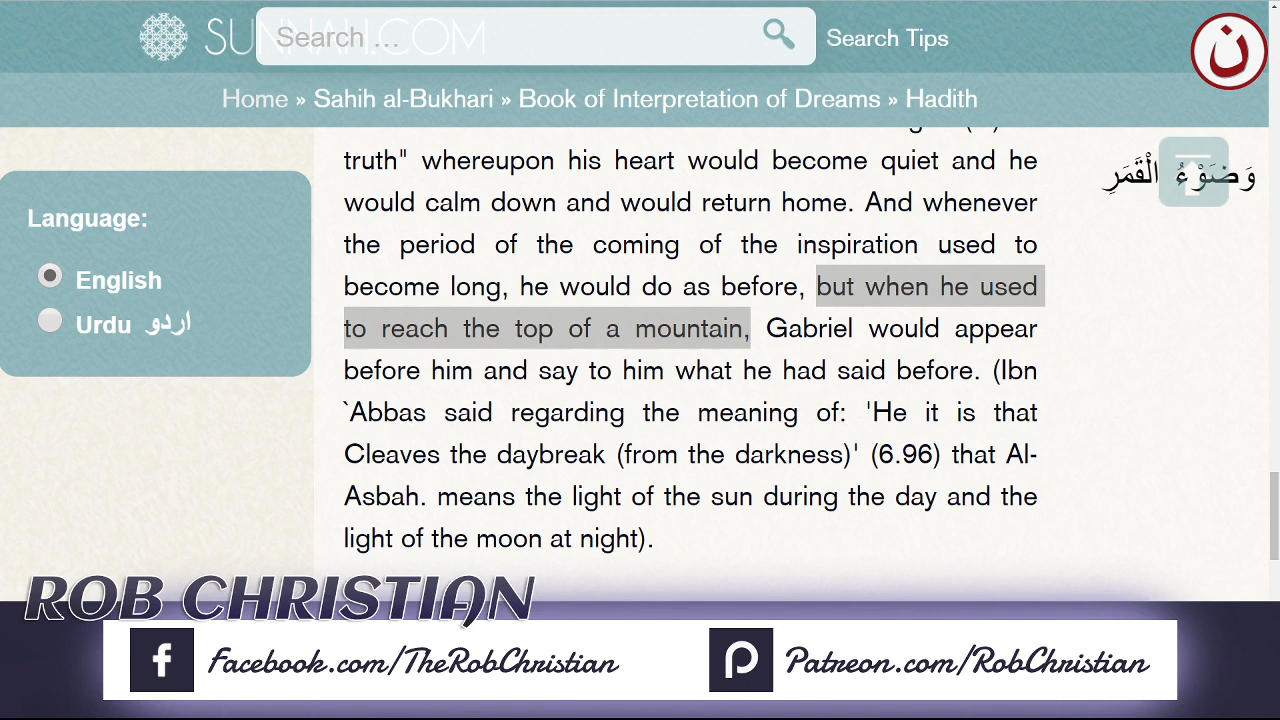 SUNNAH.COM
Search ...
Search Tips
ن
Home » Sahih al-Bukhari » Book of Interpretation of Dreams » Hadith
truth" whereupon his heart would become quiet and he
would calm down and would return home. And whenever
the period of the coming of the inspiration used to
become long, he would do as before, but when he used
to reach the top of a mountain, Gabriel would appear
before him and say to him what he had said before. (Ibn
`Abbas said regarding the meaning of: 'He it is that
Cleaves the daybreak (from the darkness)' (6.96) that Al-
Asbah. means the light of the sun during the day and the
light of the moon at night).
وَضَوْءُ الْقَمَرِ
Language:
English
Urdu اردو
ROB CHRISTIAN
f Facebook.com/TheRobChristian
Patreon.com/RobChristian